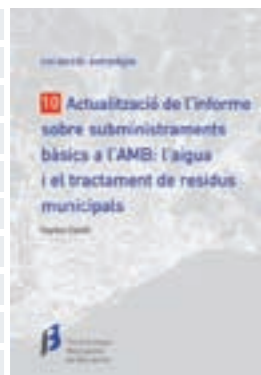 10 Actualització de l'informe
sobre subministraments
bàsics a l'AMB: l'aigua
i el tractament de residus
municipals